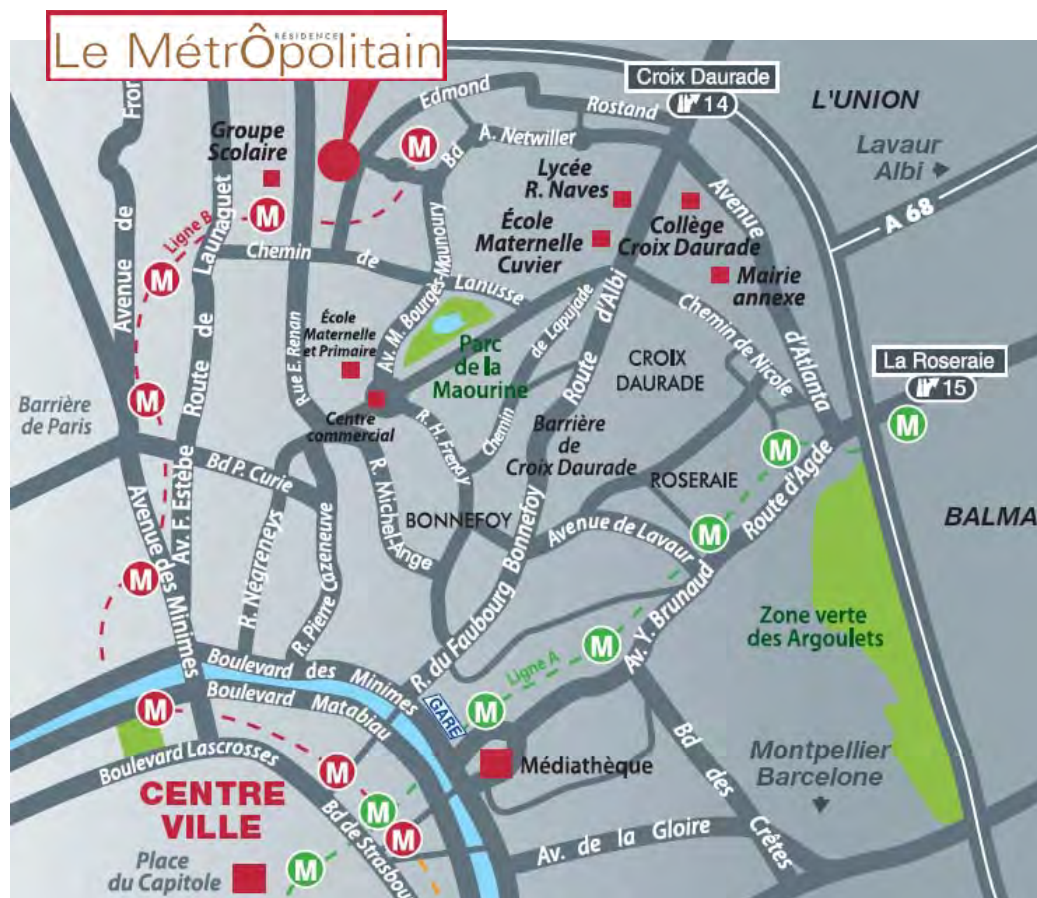 RÉSIDENCE
Le MétrÔpolitain
Croix Daurade
14
L'UNION
Lavaur
Albi
A 68
Edmond
Rostand
A. Netwiller
Bd
M
Groupe
Scolaire
M
Ligne B
M
Fron
Avenue de
Route de Launaguet
Chemin de Lanusse
Lycée
R. Naves
École
Maternelle
Cuvier
Collège
Croix Daurade
Mairie
annexe
Avenue d'Atlanta
Av. M. Bourgès-Maunoury
Rue E. Renan
École
Maternelle
et Primaire
Parc
de la
Maourine
Chemin de Lapujade
Route d'Albi
Chemin de Nicole
CROIX
DAURADE
La Roseraie
15
M
M
M
Barrière
de Paris
Centre
commercial
R. H. Frenay
Barrière
de
Croix Daurade
Bd P. Curie
Av. F. Estèbe
R. Michel-Ange
ROSERAIE
Route d'Agde
BONNEFOY
Avenue de Lavaur
M
BALMA
Avenue des Minimes
R. Négreneys
R. Pierre Cazeneuve
M
R. du Faubourg Bonnefoy
Av. Y. Brunaud
Zone verte
des Argoulets
M
Ligne A
Boulevard des Minimes
Boulevard Matabiau
M
GARE
M
Boulevard Lascrosses
M
Médiathèque
Bd des Crêtes
Montpellier
Barcelone
CENTRE
VILLE
M
M
Bd de Strasbou
Av. de la Gloire
Place
du Capitole
M